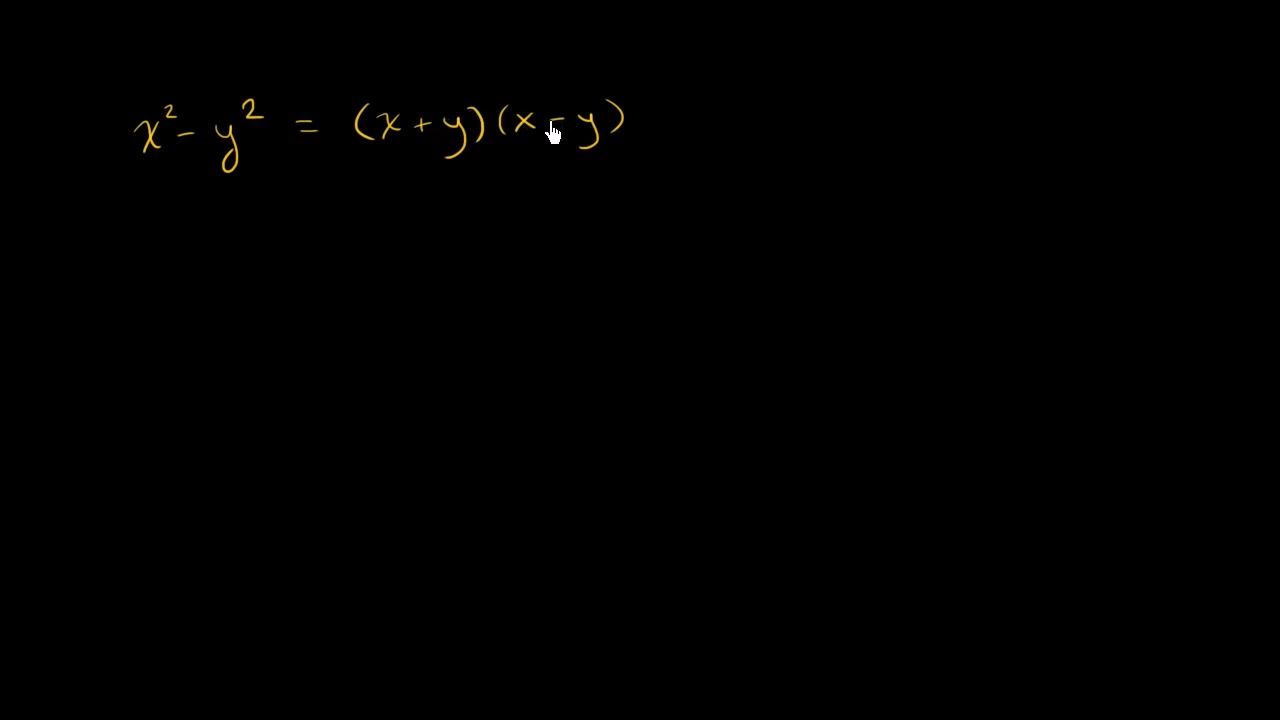 x² - y² = (x + y)(x - y)